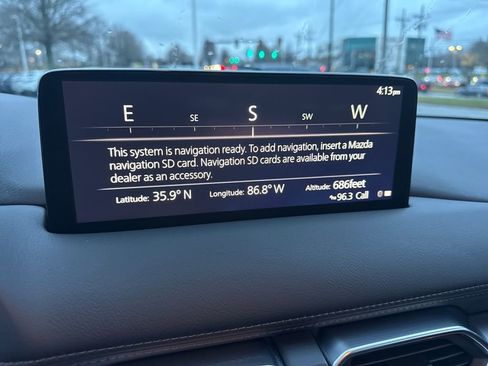 4:13pm
E SE S SW W
This system is navigation ready. To add navigation, insert a Mazda
navigation SD card. Navigation SD cards are available from your
dealer as an accessory.
Latitude: 35.9° N Longitude: 86.8° W Altitude: 686feet
96.3 Call